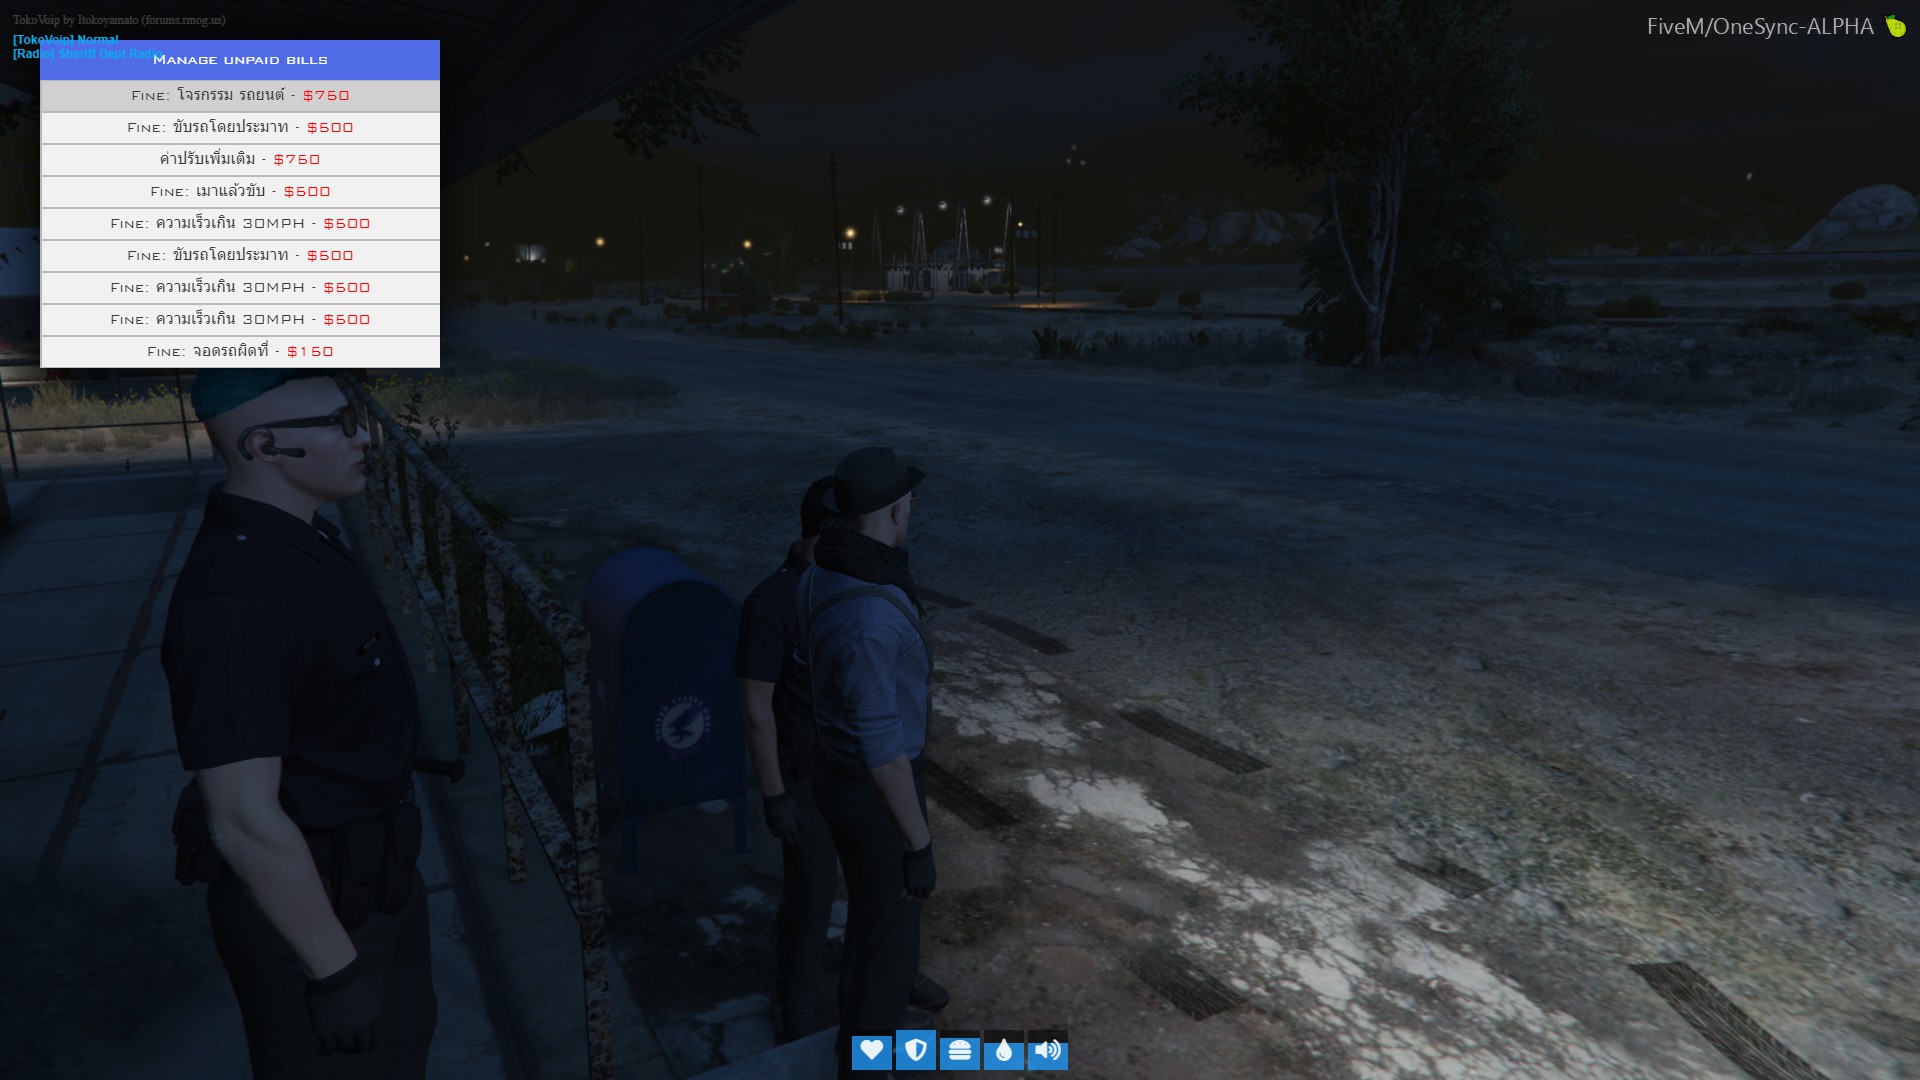 TokoVoip by Itokoyamato (forums.rmog.us)
[TokoVoip] Normal
[Radio] Sheriff Dept Radio
FiveM/OneSync-ALPHA
MANAGE UNPAID BILLS
FINE: โจรกรรม รถยนต์ - $750
FINE: ขับรถโดยประมาท - $500
ค่าปรับเพิ่มเติม - $750
FINE: เมาแล้วขับ - $500
FINE: ความเร็วเกิน 30MPH - $500
FINE: ขับรถโดยประมาท - $500
FINE: ความเร็วเกิน 30MPH - $500
FINE: ความเร็วเกิน 30MPH - $500
FINE: จอดรถผิดที่ - $150